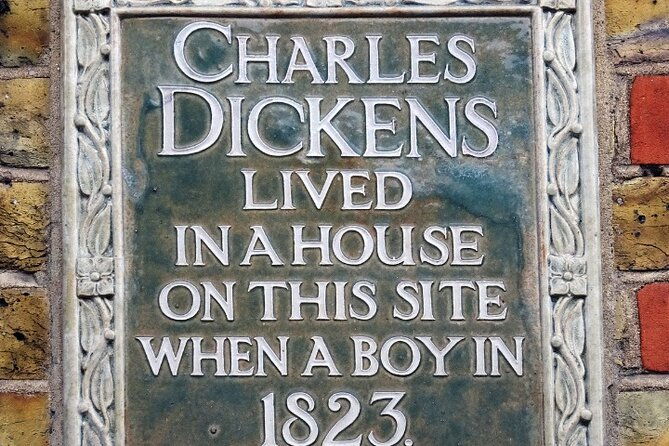 CHARLES
DICKENS
LIVED
IN A HOUSE
ON THIS SITE
WHEN A BOY IN
1823.